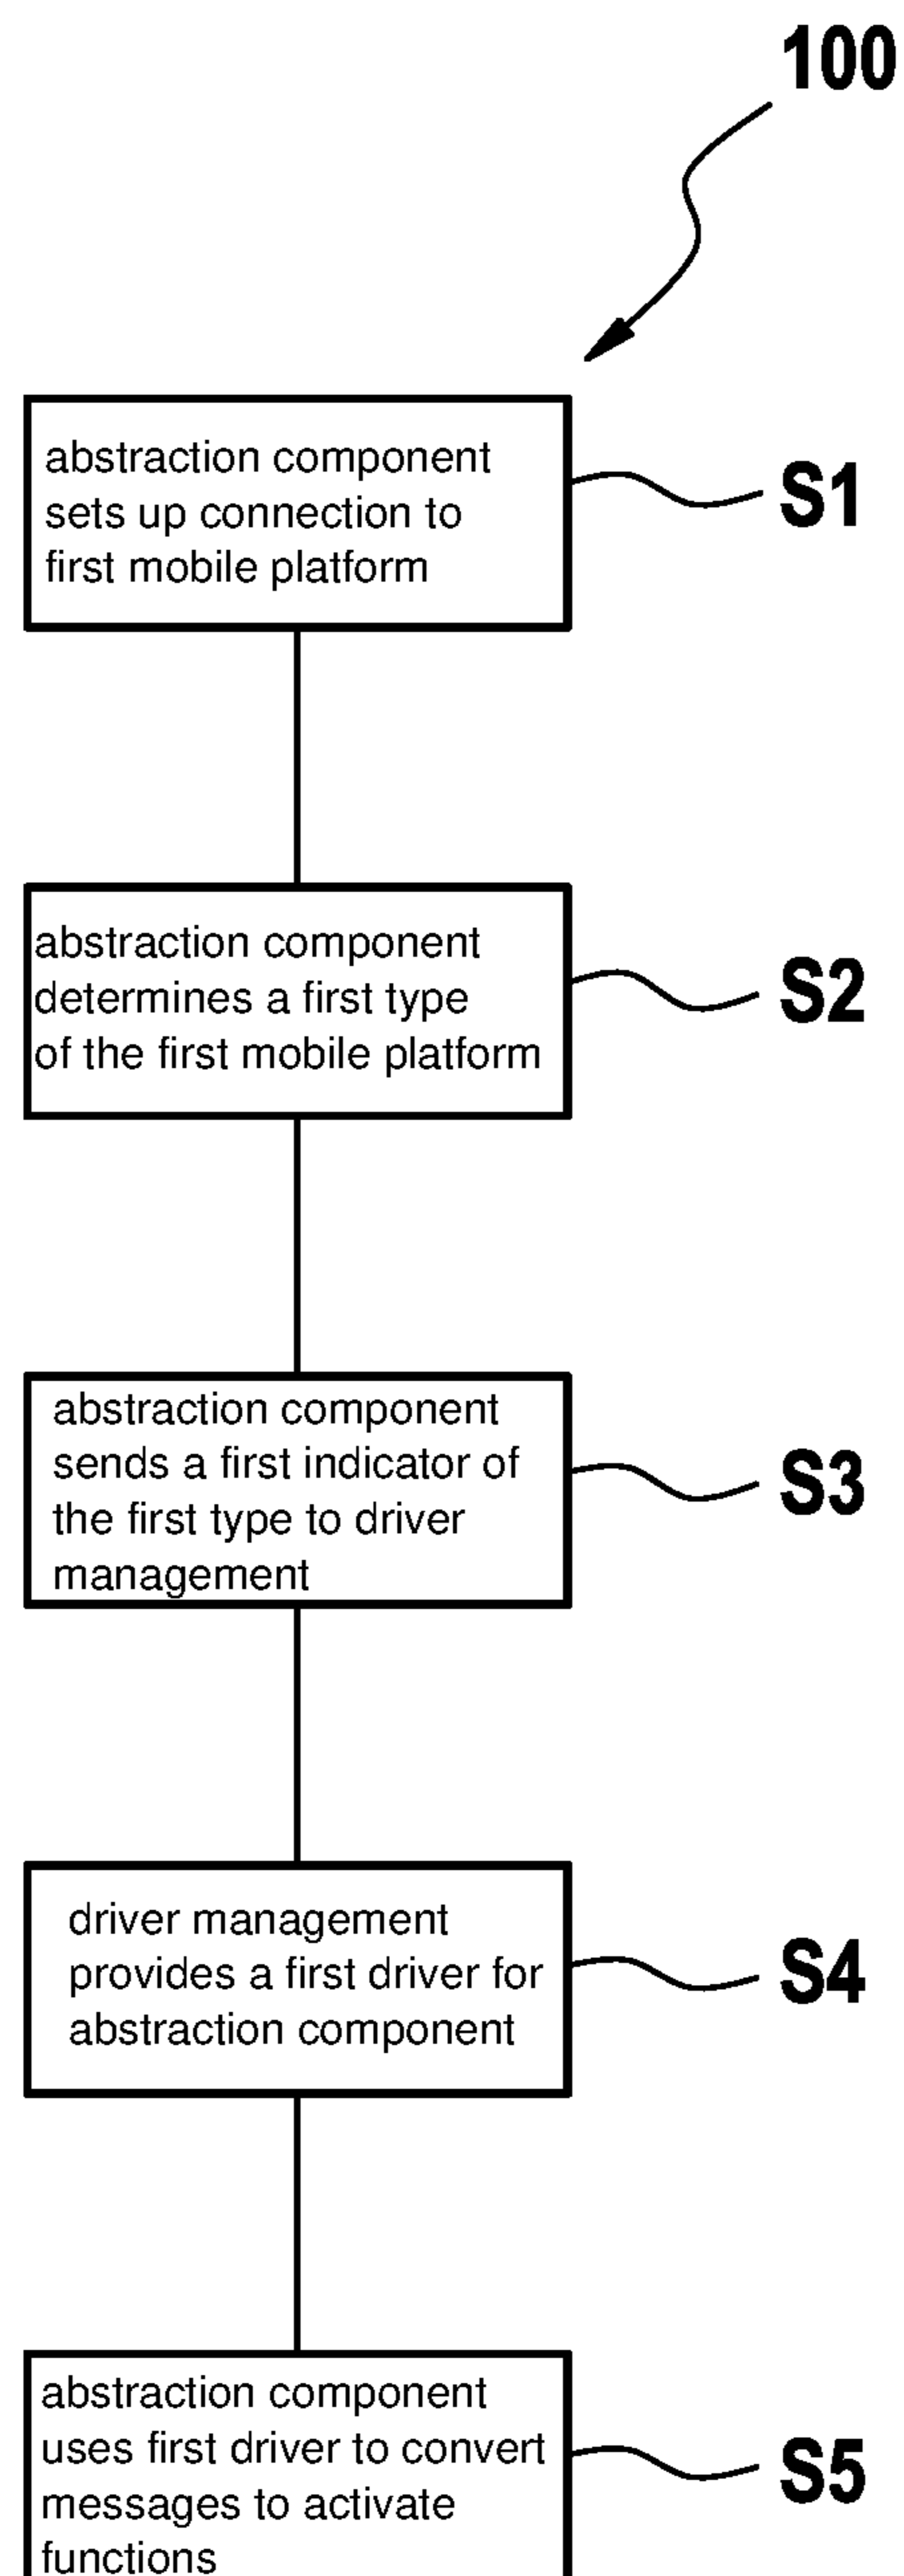 100
abstraction component
sets up connection to
first mobile platform
S1
abstraction component
determines a first type
of the first mobile platform
S2
abstraction component
sends a first indicator of
the first type to driver
management
S3
driver management
provides a first driver for
abstraction component
S4
abstraction component
uses first driver to convert
messages to activate
functions
S5